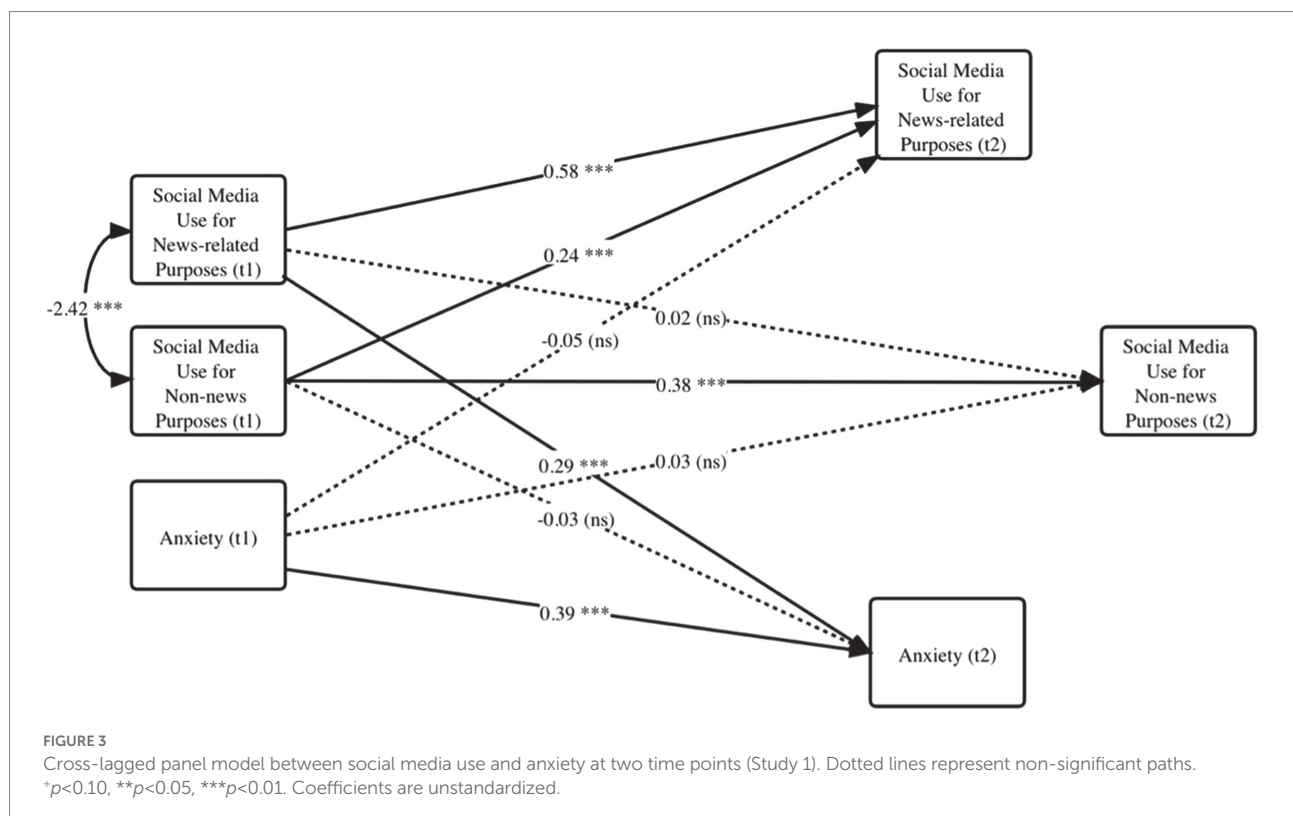 Social Media
Use for
News-related
Purposes (t2)
0.58 ***
Social Media
Use for
News-related
Purposes (t1)
0.24 ***
-2.42 ***
0.02 (ns)
-0.05 (ns)
Social Media
Use for
Non-news
Purposes (t1)
0.38 ***
Social Media
Use for
Non-news
Purposes (t2)
0.29 ***
0.03 (ns)
-0.03 (ns)
Anxiety (t1)
0.39 ***
Anxiety (t2)
FIGURE 3
Cross-lagged panel model between social media use and anxiety at two time points (Study 1). Dotted lines represent non-significant paths.
+p<0.10, **p<0.05, ***p<0.01. Coefficients are unstandardized.